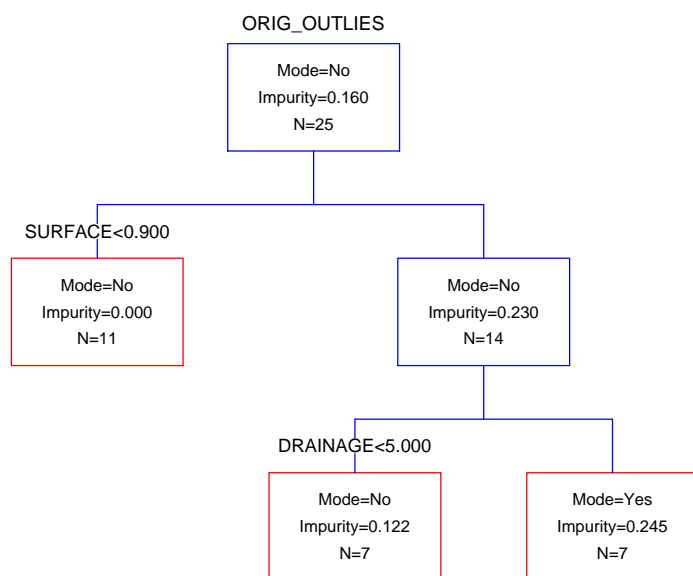 ORIG_OUTLIES
Mode=No
Impurity=0.160
N=25
SURFACE<0.900
Mode=No
Impurity=0.000
N=11
Mode=No
Impurity=0.230
N=14
DRAINAGE<5.000
Mode=No
Impurity=0.122
N=7
Mode=Yes
Impurity=0.245
N=7